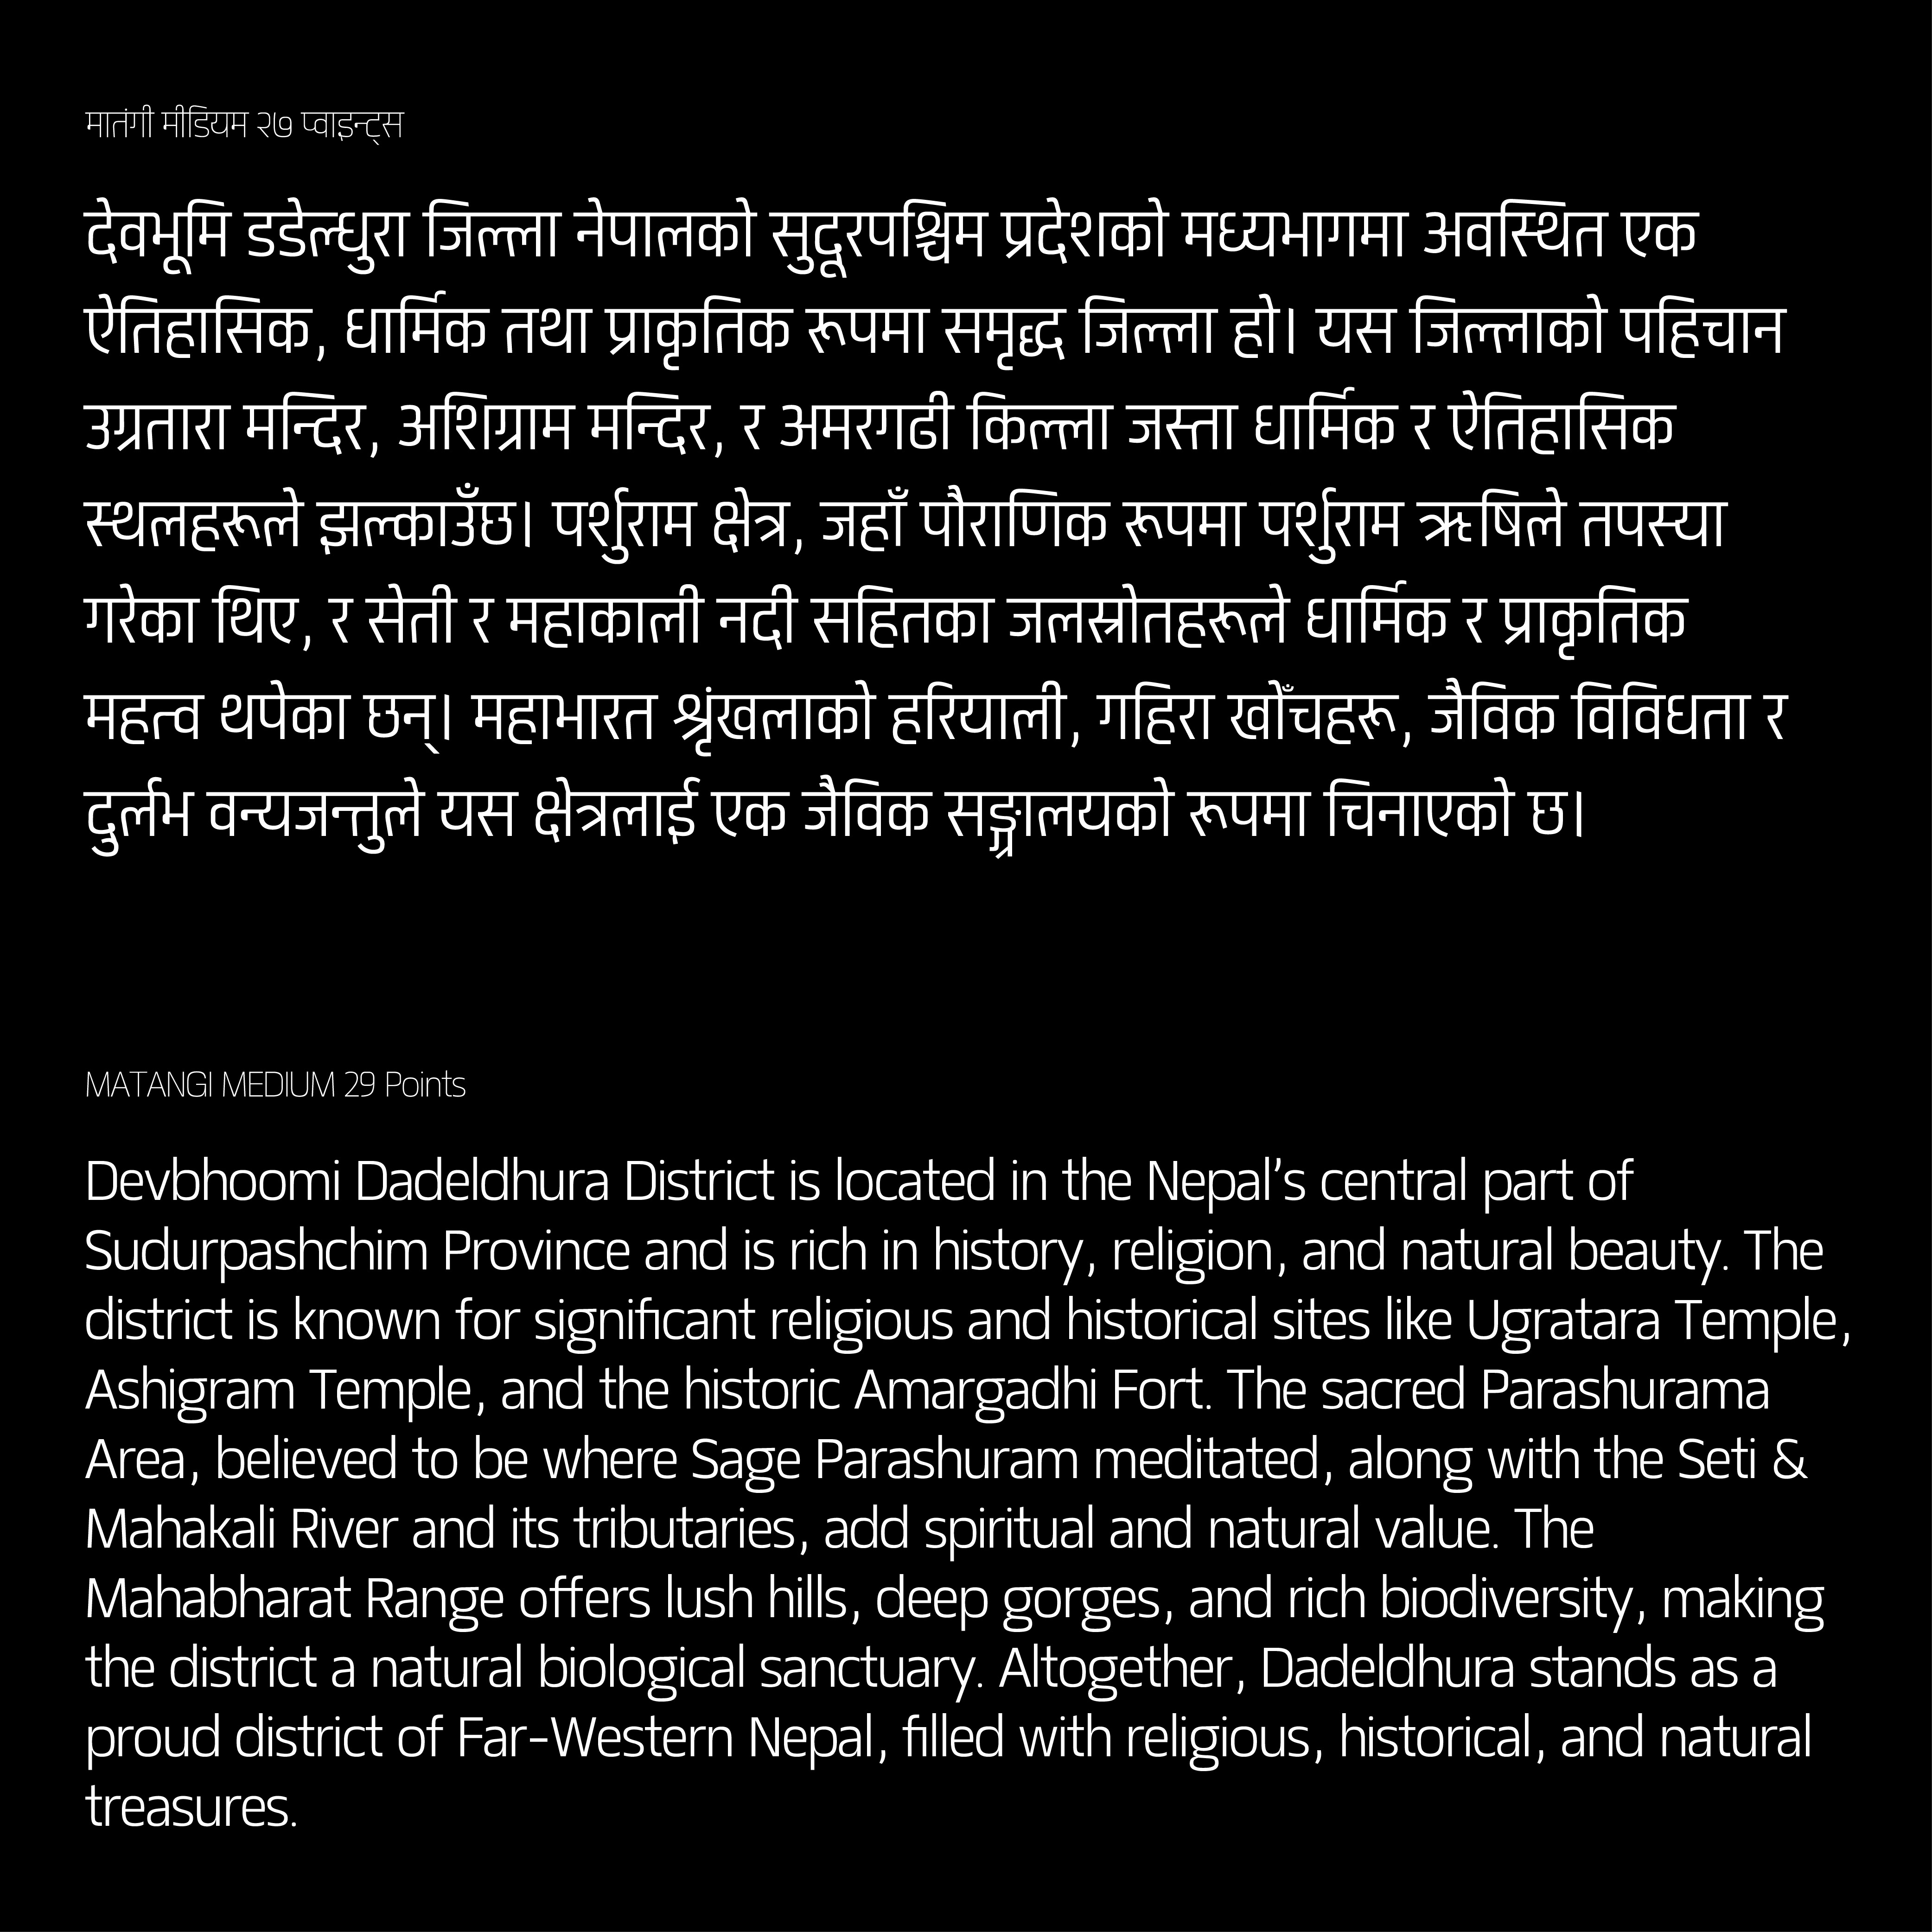 मातंगी मीडियम २७ प्वाइन्ट्स
देवभूमि डडेल्धुरा जिल्ला नेपालको सुदूरपश्चिम प्रदेशको मध्यभागमा अवस्थित एक
ऐतिहासिक, धार्मिक तथा प्राकृतिक रूपमा समृद्ध जिल्ला हो। यस जिल्लाको पहिचान
उग्रतारा मन्दिर, अशिग्राम मन्दिर, र अमरगढी किल्ला जस्ता धार्मिक र ऐतिहासिक
स्थलहरूले झल्काउँछ। पर्शुराम क्षेत्र, जहाँ पौराणिक रूपमा पर्शुराम ऋषिले तपस्या
गरेका थिए, र सेती र महाकाली नदी सहितका जलस्रोतहरूले धार्मिक र प्राकृतिक
महत्व थपेका छन्। महाभारत श्रृंखलाको हरियाली, गहिरा खोँचहरू, जैविक विविधता र
दुर्लभ वन्यजन्तुले यस क्षेत्रलाई एक जैविक सङ्ग्रालयको रूपमा चिनाएको छ।
MATANGI MEDIUM 29 Points
Devbhoomi Dadeldhura District is located in the Nepal’s central part of
Sudurpashchim Province and is rich in history, religion, and natural beauty. The
district is known for significant religious and historical sites like Ugratara Temple,
Ashigram Temple, and the historic Amargadhi Fort. The sacred Parashurama
Area, believed to be where Sage Parashuram meditated, along with the Seti &
Mahakali River and its tributaries, add spiritual and natural value. The
Mahabharat Range offers lush hills, deep gorges, and rich biodiversity, making
the district a natural biological sanctuary. Altogether, Dadeldhura stands as a
proud district of Far-Western Nepal, filled with religious, historical, and natural
treasures.